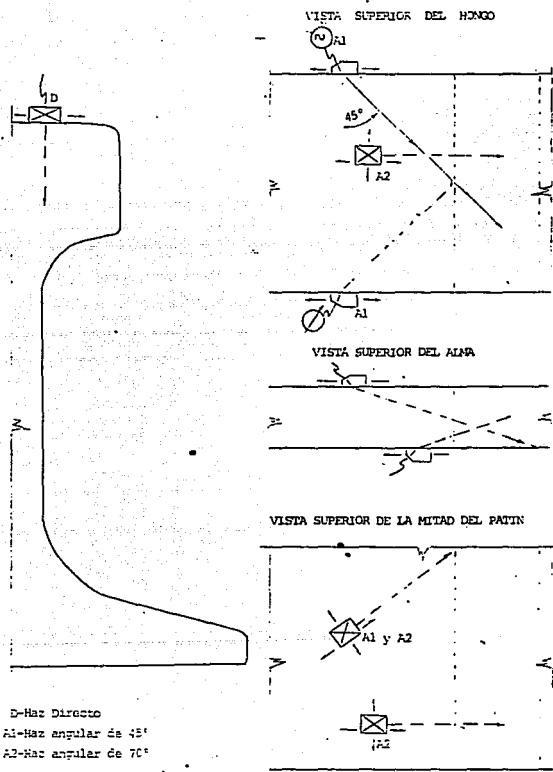 VISTA SUPERIOR DEL HONGO
2
A1
D
45°
A2
A1
VISTA SUPERIOR DEL ALMA
VISTA SUPERIOR DE LA MITAD DEL PATIN
A1 y A2
A2
D-Haz Directo
A1-Haz angular de 45°
A2-Haz angular de 70°